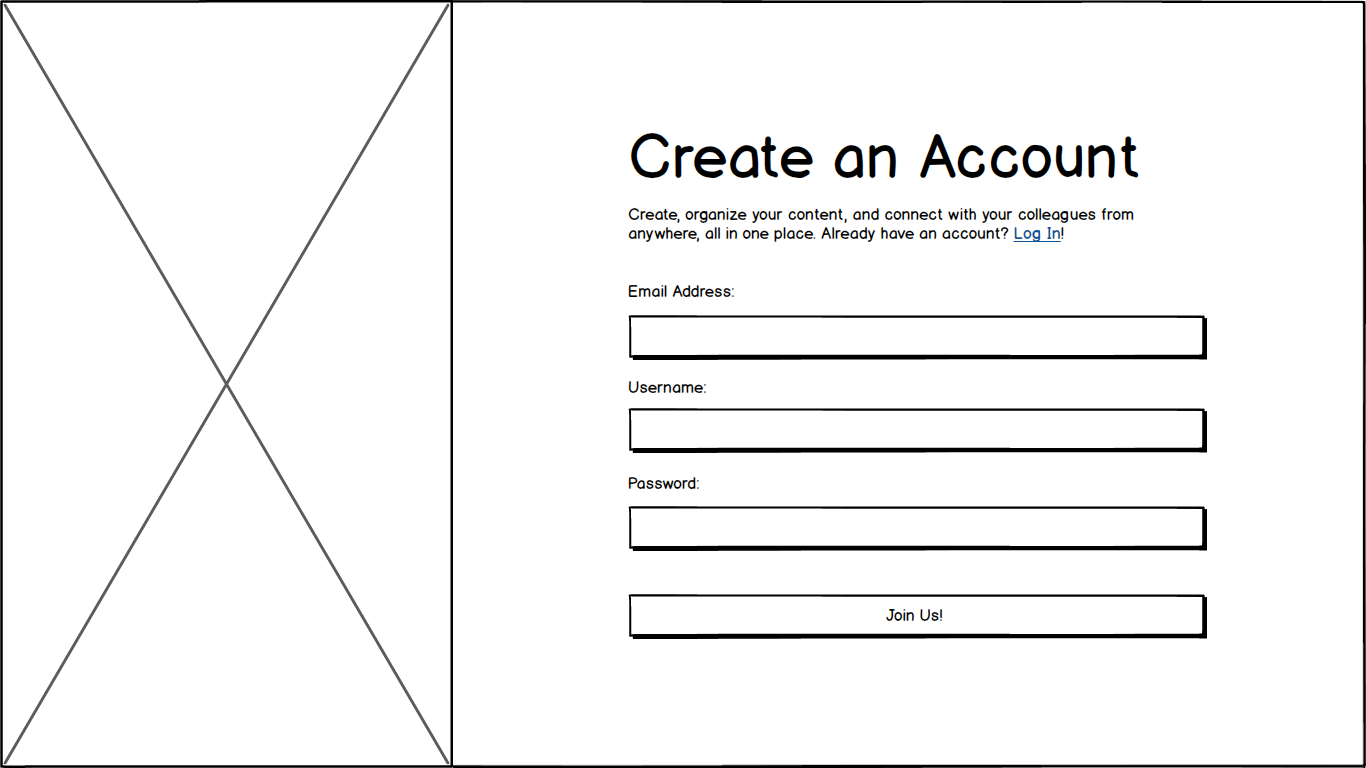 Create an Account
Create, organize your content, and connect with your colleagues from
anywhere, all in one place. Already have an account? Log In!
Email Address:
Username:
Password:
Join Us!